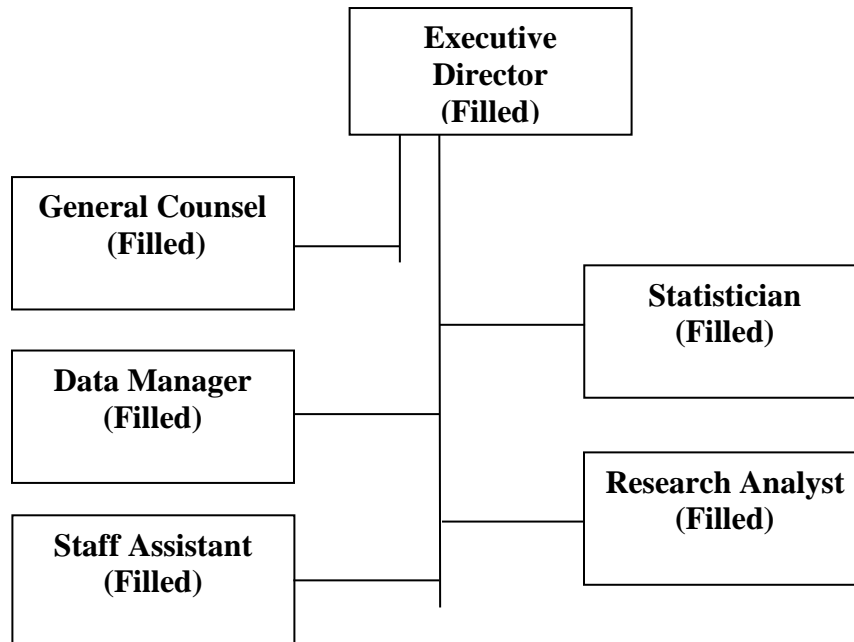 Executive
Director
(Filled)
General Counsel
(Filled)
Statistician
(Filled)
Data Manager
(Filled)
Research Analyst
(Filled)
Staff Assistant
(Filled)